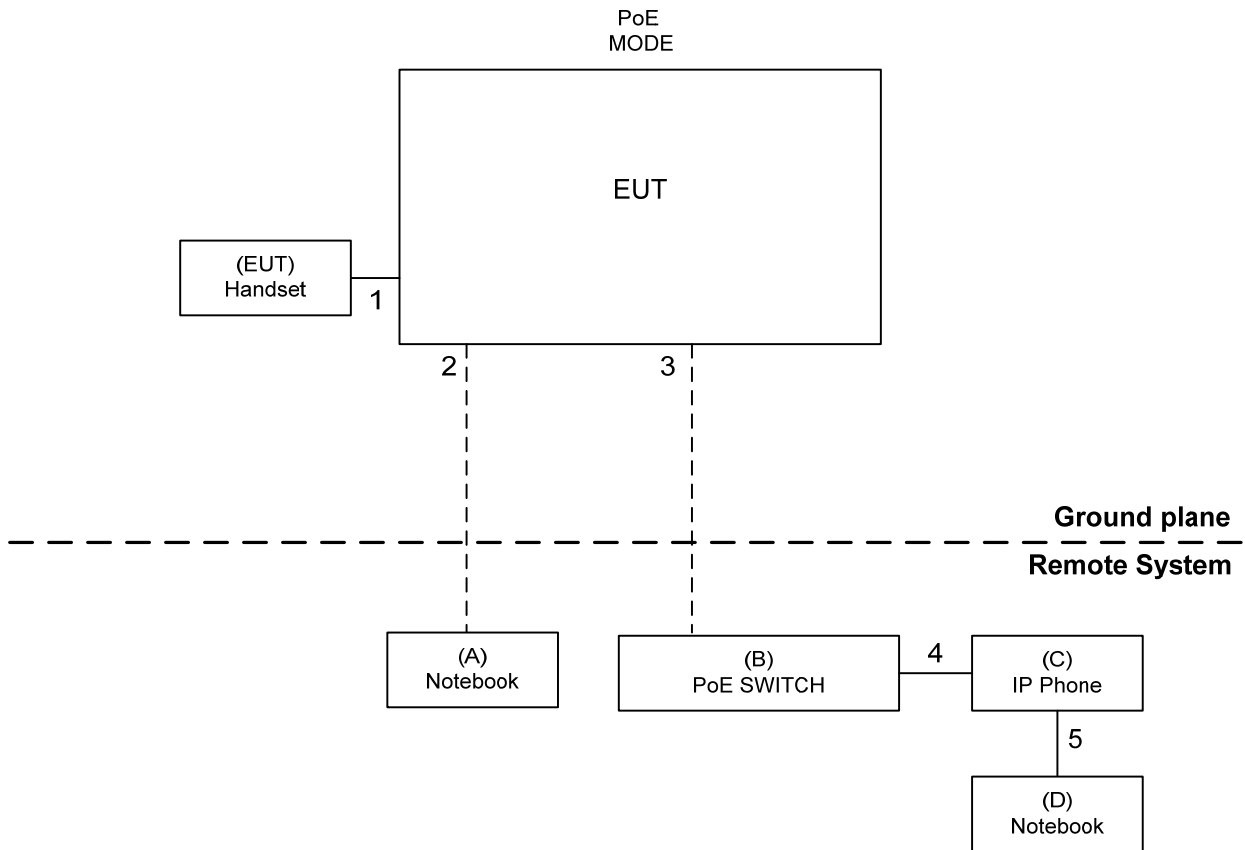 PoE
MODE
EUT
(EUT)
Handset
1
2
3
Ground plane
Remote System
(A)
Notebook
(B)
PoE SWITCH
4
(C)
IP Phone
5
(D)
Notebook